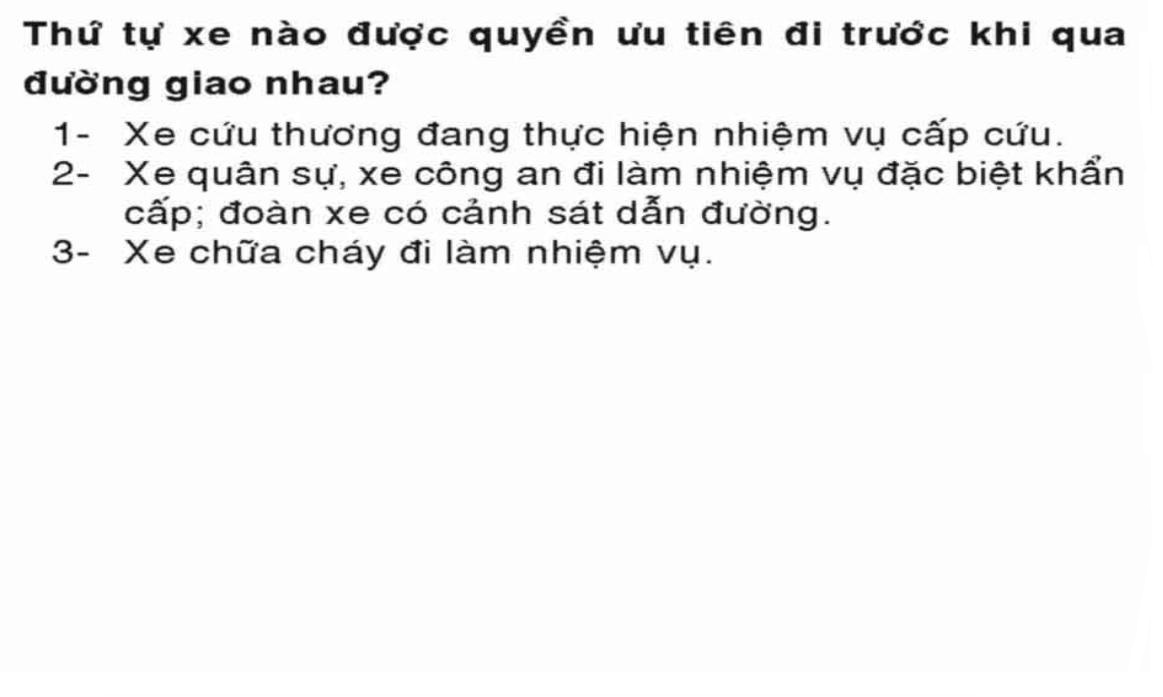 Thứ tự xe nào được quyền ưu tiên đi trước khi qua
đường giao nhau?
1- Xe cứu thương đang thực hiện nhiệm vụ cấp cứu.
2- Xe quân sự, xe công an đi làm nhiệm vụ đặc biệt khẩn
cấp; đoàn xe có cảnh sát dẫn đường.
3- Xe chữa cháy đi làm nhiệm vụ.